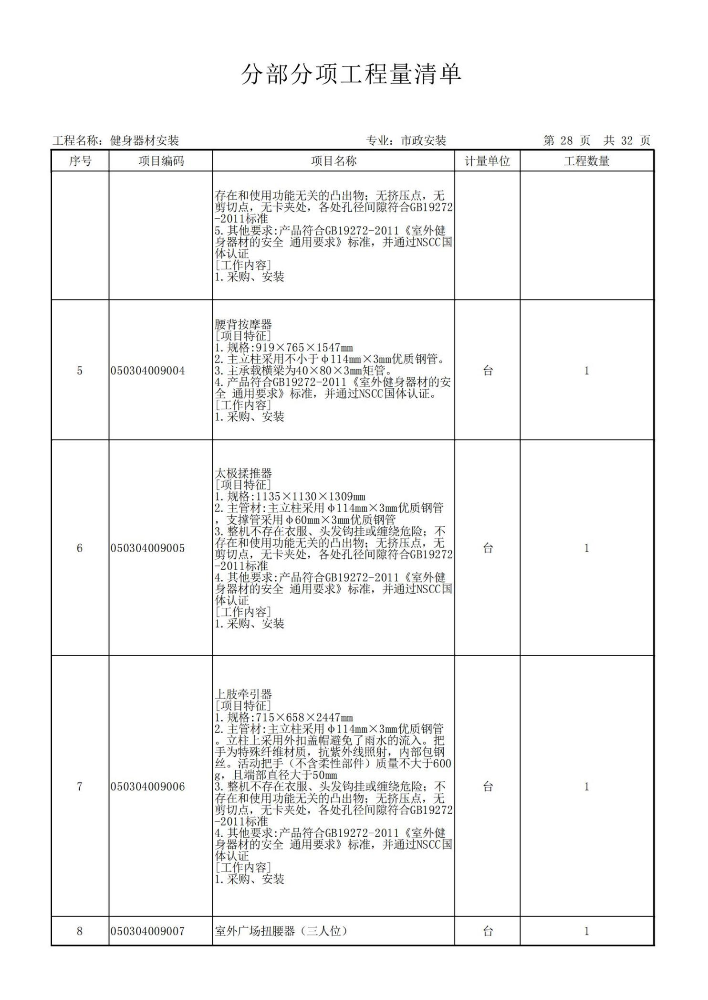 分部分项工程量清单
工程名称：健身器材安装 专业：市政安装 第 28 页 共 32 页
序号 项目编码 项目名称 计量单位 工程数量
存在和使用功能无关的凸出物；无挤压点，无
剪切点，无卡夹处，各处孔径间隙符合GB19272
-2011标准
5.其他要求:产品符合GB19272-2011《室外健
身器材的安全 通用要求》标准，并通过NSCC国
体认证
[工作内容]
1.采购、安装
腰背按摩器
[项目特征]
1.规格:919×765×1547mm
2.主立柱采用不小于φ114mm×3mm优质钢管。
5 050304009004 3.主承载横梁为40×80×3mm矩管。 台 1
4.产品符合GB19272-2011《室外健身器材的安
全 通用要求》标准，并通过NSCC国体认证。
[工作内容]
1.采购、安装
太极揉推器
[项目特征]
1.规格:1135×1130×1309mm
2.主管材:主立柱采用φ114mm×3mm优质钢管
，支撑管采用φ60mm×3mm优质钢管
3.整机不存在衣服、头发钩挂或缠绕危险；不
6 050304009005 存在和使用功能无关的凸出物；无挤压点，无 台 1
剪切点，无卡夹处，各处孔径间隙符合GB19272
-2011标准
4.其他要求:产品符合GB19272-2011《室外健
身器材的安全 通用要求》标准，并通过NSCC国
体认证
[工作内容]
1.采购、安装
上肢牵引器
[项目特征]
1.规格:715×658×2447mm
2.主管材:主立柱采用φ114mm×3mm优质钢管
。立柱上采用外扣盖帽避免了雨水的流入。把
手为特殊纤维材质，抗紫外线照射，内部包钢
丝。活动把手（不含柔性部件）质量不大于600
g，且端部直径大于50mm
7 050304009006 3.整机不存在衣服、头发钩挂或缠绕危险；不 台 1
存在和使用功能无关的凸出物；无挤压点，无
剪切点，无卡夹处，各处孔径间隙符合GB19272
-2011标准
4.其他要求:产品符合GB19272-2011《室外健
身器材的安全 通用要求》标准，并通过NSCC国
体认证
[工作内容]
1.采购、安装
8 050304009007 室外广场扭腰器（三人位） 台 1